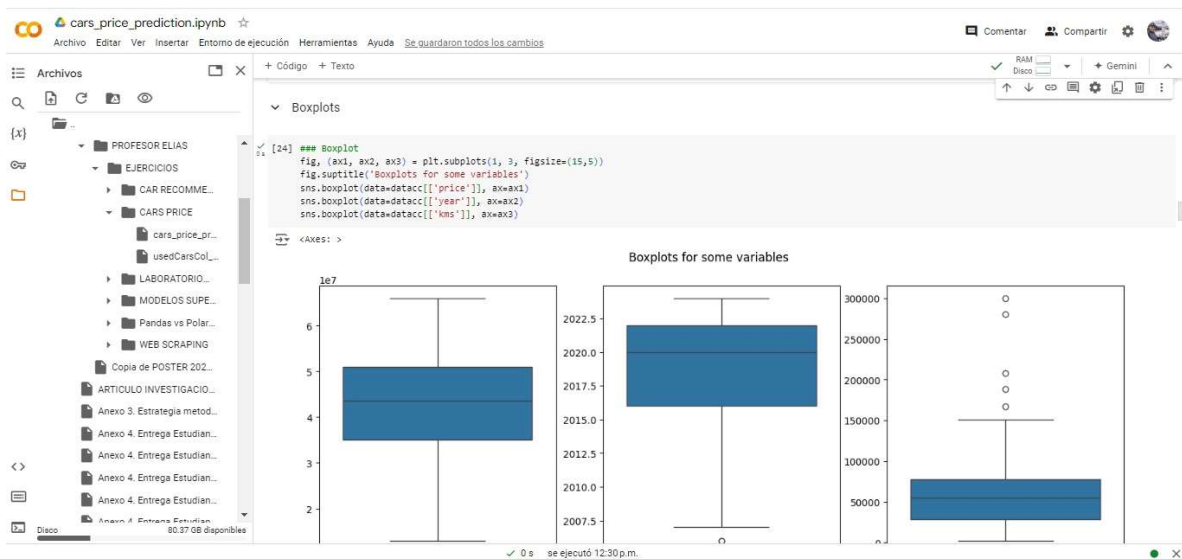 cars_price_prediction.ipynb
Archivo Editar Ver Insertar Entorno de ejecución Herramientas Ayuda Se guardaron todos los cambios
Comentar Compartir
Archivos
+ Código + Texto
RAM
Disco
Gemini
..
PROFESOR ELIAS
EJERCICIOS
CAR RECOMME...
CARS PRICE
cars_price_pr...
usedCarsCol_...
LABORATORIO...
MODELOS SUPE...
Pandas vs Polar...
WEB SCRAPING
Copia de POSTER 202...
ARTICULO INVESTIGACIO...
Anexo 3. Estrategia metod...
Anexo 4. Entrega Estudian...
Anexo 4. Entrega Estudian...
Anexo 4. Entrega Estudian...
Anexo 4. Entrega Estudian...
Anexo 4. Entrega Estudian...
Disco 80.37 GB disponibles
Boxplots
[24] ### Boxplot
0 s
fig, (ax1, ax2, ax3) = plt.subplots(1, 3, figsize=(15,5))
fig.suptitle('Boxplots for some variables')
sns.boxplot(data=datacc[['price']], ax=ax1)
sns.boxplot(data=datacc[['year']], ax=ax2)
sns.boxplot(data=datacc[['kms']], ax=ax3)
<Axes: >
Boxplots for some variables
1e7
6
5
4
3
2
2022.5
2020.0
2017.5
2015.0
2012.5
2010.0
2007.5
300000
250000
200000
150000
100000
50000
0
0 s se ejecutó 12:30 p.m.